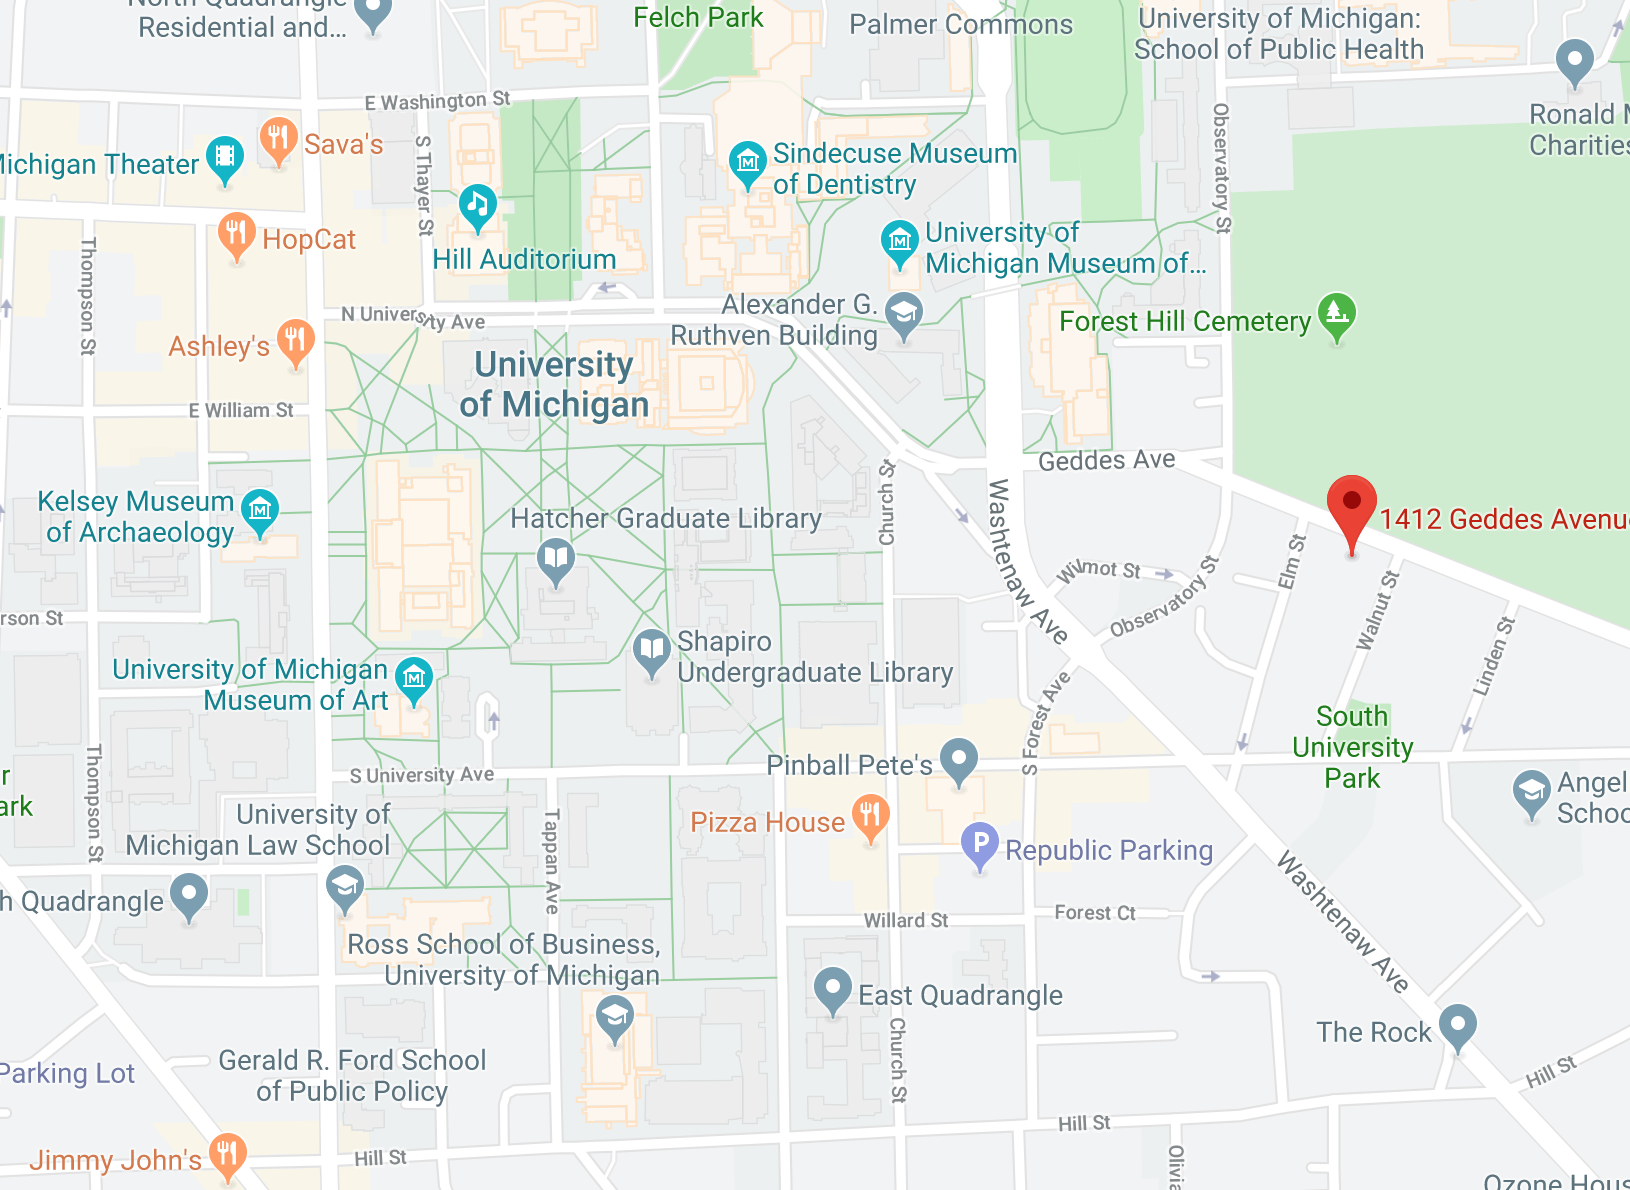 North Quadrangle
Residential and...
Felch Park
Palmer Commons
University of Michigan:
School of Public Health
E Washington St
Ronald
Charities
Sava's
Michigan Theater
S Thayer St
Sindecuse Museum
of Dentistry
Observatory St
HopCat
Hill Auditorium
University of
Michigan Museum of...
Thompson St
N University Ave
Alexander G.
Ruthven Building
Forest Hill Cemetery
Ashley's
University
of Michigan
E William St
Geddes Ave
Kelsey Museum
of Archaeology
Hatcher Graduate Library
Church St
Washtenaw Ave
1412 Geddes Avenue
Wilmot St
Elm St
Observatory St
Walnut St
rson St
Shapiro
Undergraduate Library
Linden St
University of Michigan
Museum of Art
S Forest Ave
South
University
Park
Thompson St
r
ark
S University Ave
Pinball Pete's
Angel
Schoo
University of
Michigan Law School
Tappan Ave
Pizza House
Republic Parking
h Quadrangle
Willard St
Forest Ct
Washtenaw Ave
Ross School of Business,
University of Michigan
East Quadrangle
The Rock
Gerald R. Ford School
of Public Policy
Parking Lot
Church St
Hill St
Hill St
Jimmy John's
Hill St
Olivia
Ozone House